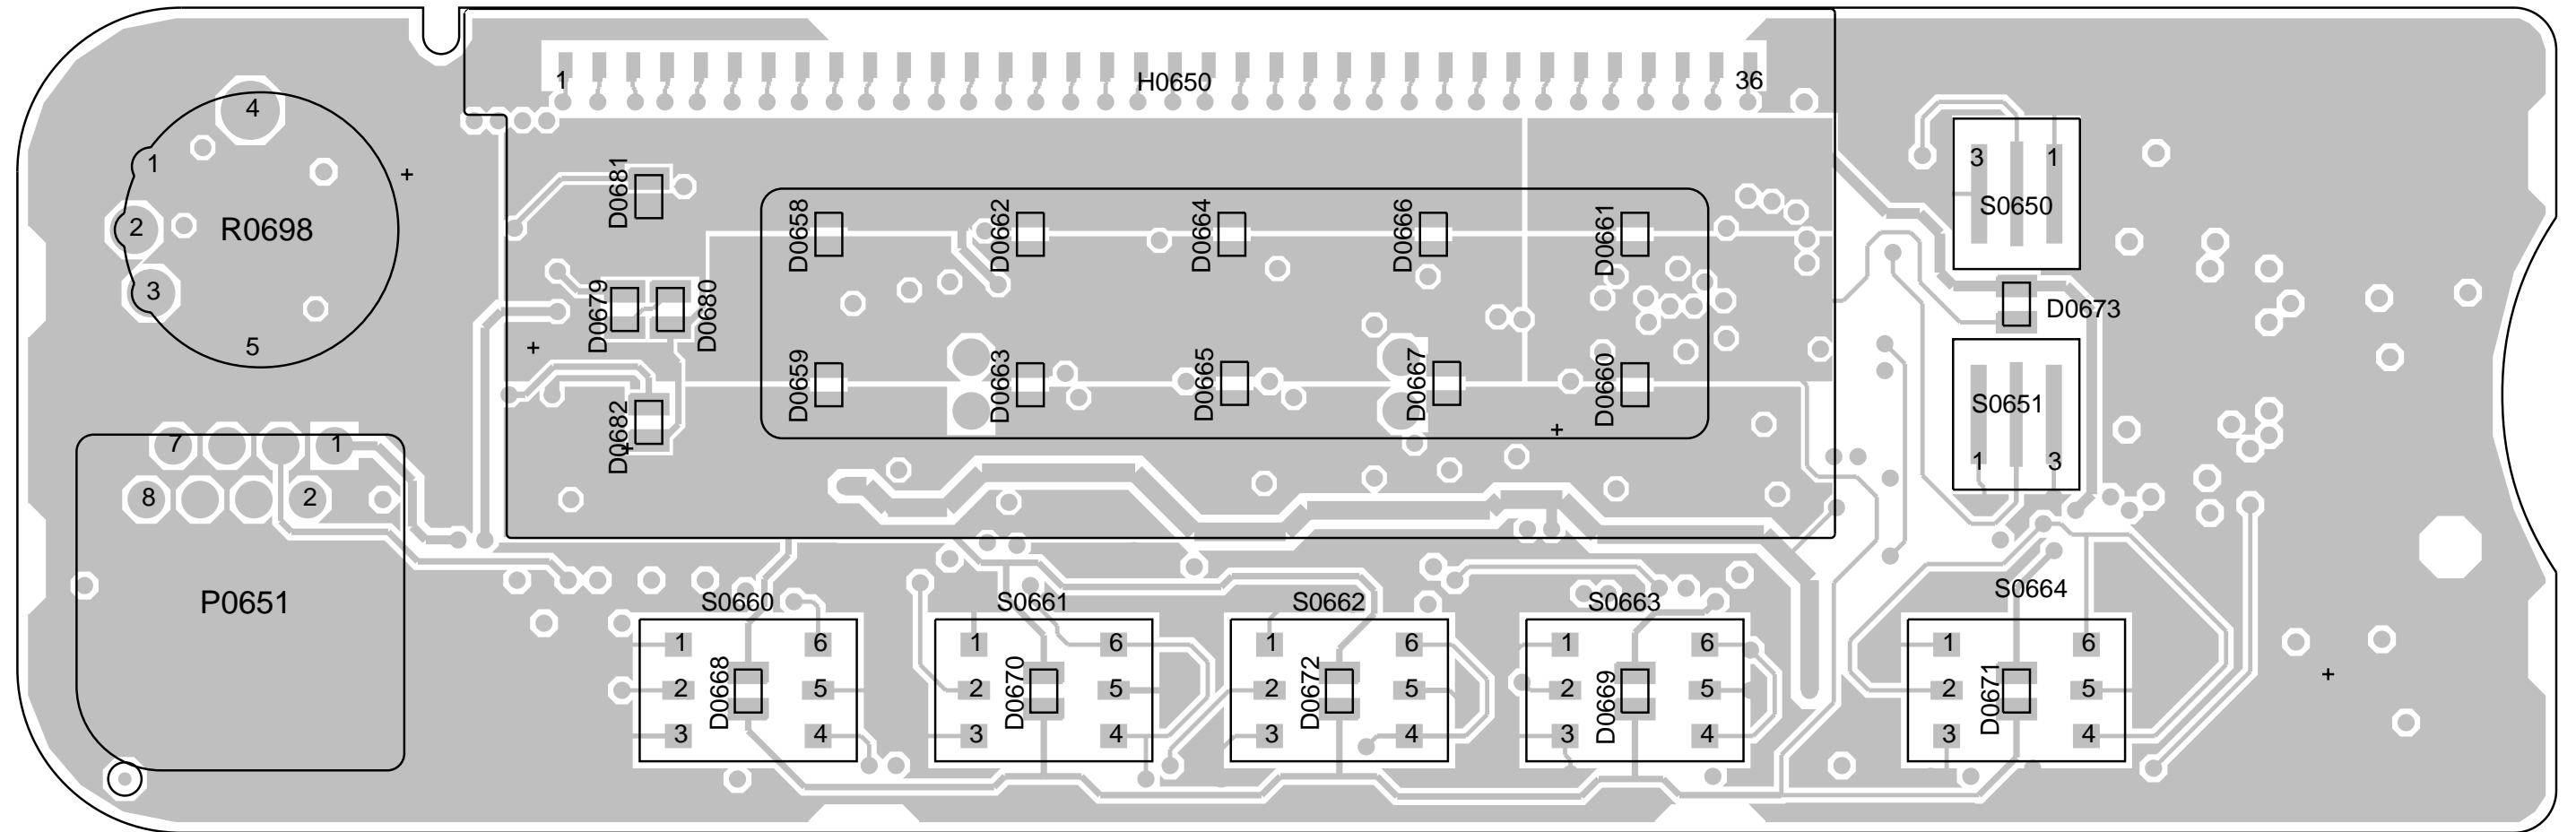 1 H0650 36
4
1
2 R0698
3
5
+
D0681
D0658
D0662
D0664
D0666
D0661
3 1
S0650
D0673
D0679
D0680
+
D0659
D0663
D0665
D0667
D0660
S0651
1 3
D0682
+
+
7 1
8 2
P0651
S0660
1 6
2 D0668 5
3 4
S0661
1 6
2 D0670 5
3 4
S0662
1 6
2 D0672 5
3 4
S0663
1 6
2 D0669 5
3 4
S0664
1 6
2 D0671 5
3 4
+